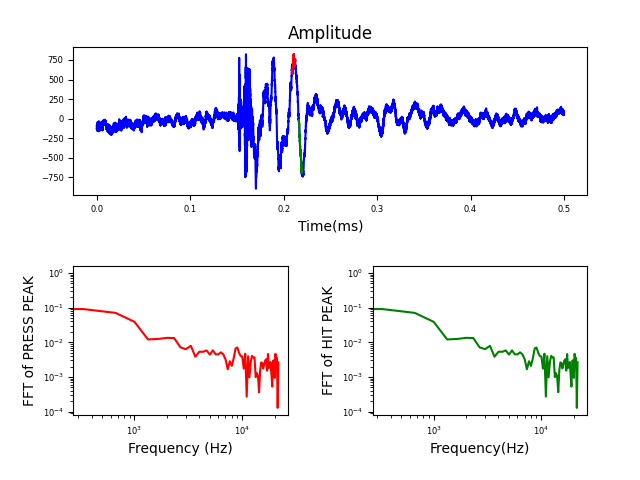 Amplitude
750
500
250
0
−250
−500
−750
0.0 0.1 0.2 0.3 0.4 0.5
Time(ms)
FFT of PRESS PEAK
10⁰
10⁻¹
10⁻²
10⁻³
10⁻⁴
10³ 10⁴
Frequency (Hz)
FFT of HIT PEAK
10⁰
10⁻¹
10⁻²
10⁻³
10⁻⁴
10³ 10⁴
Frequency(Hz)